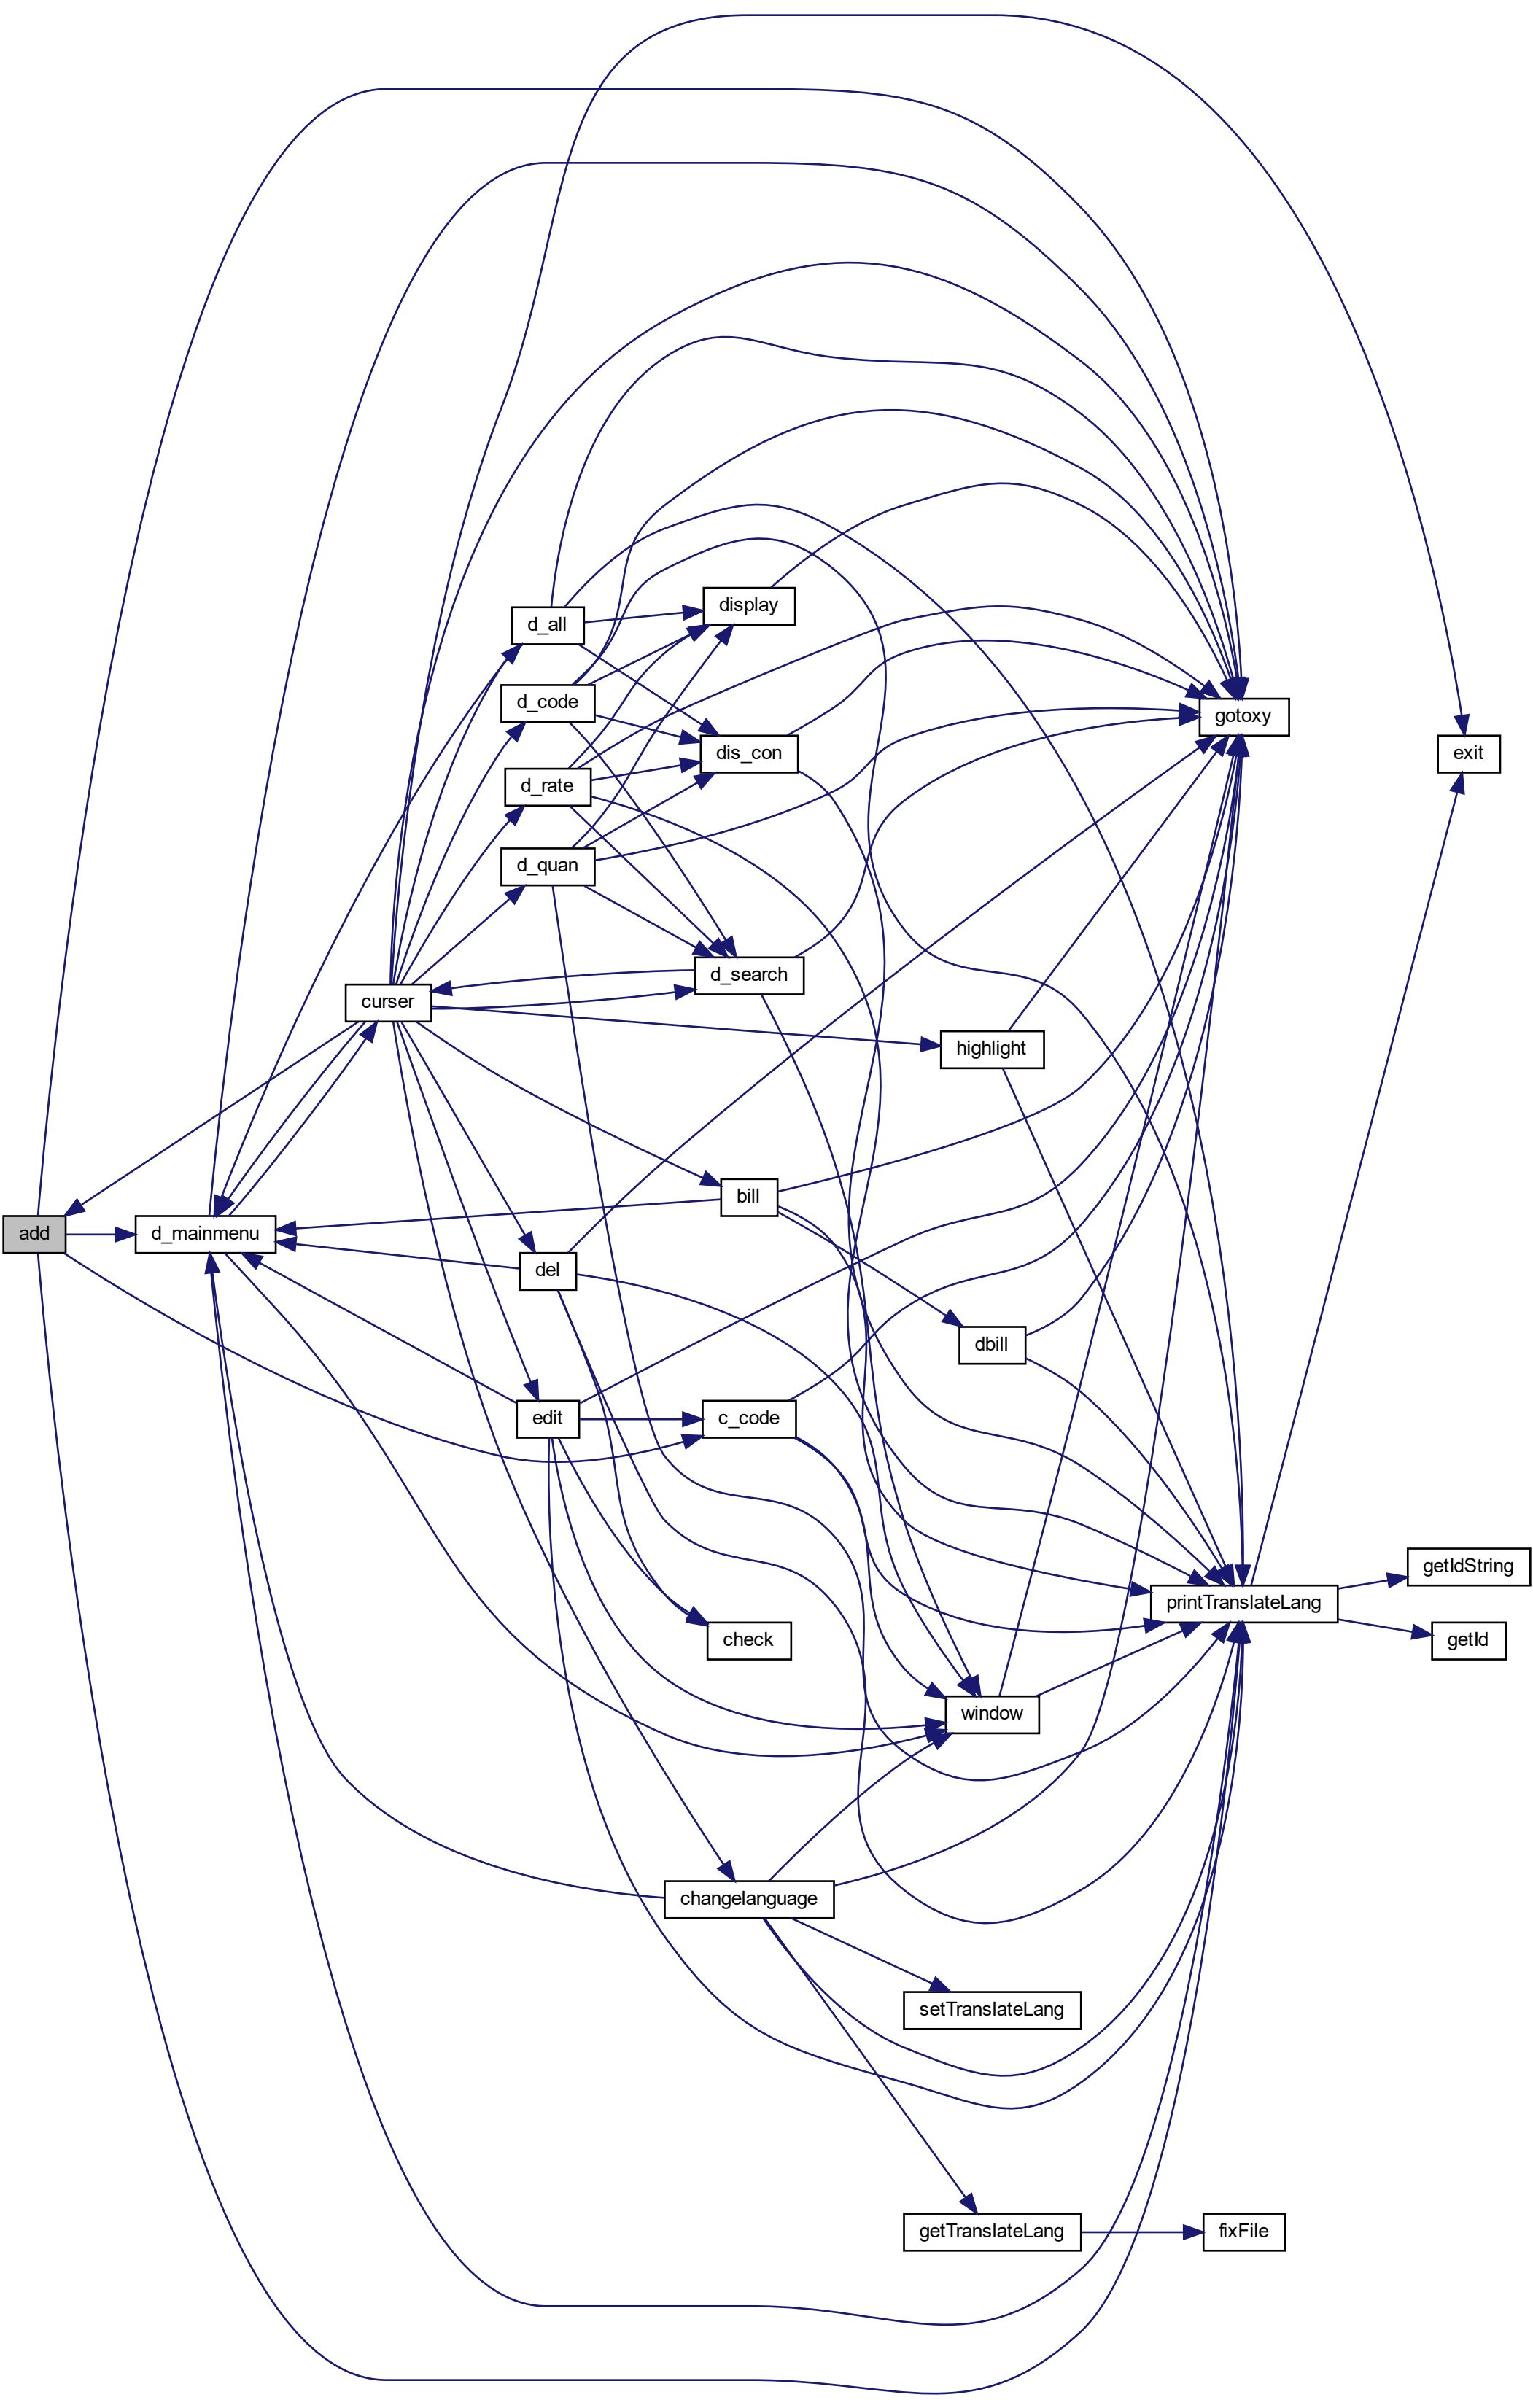 display
d_all
d_code
gotoxy
dis_con
exit
d_rate
d_quan
d_search
curser
highlight
bill
add
d_mainmenu
del
dbill
edit
c_code
getIdString
printTranslateLang
check
getId
window
changelanguage
setTranslateLang
getTranslateLang
fixFile